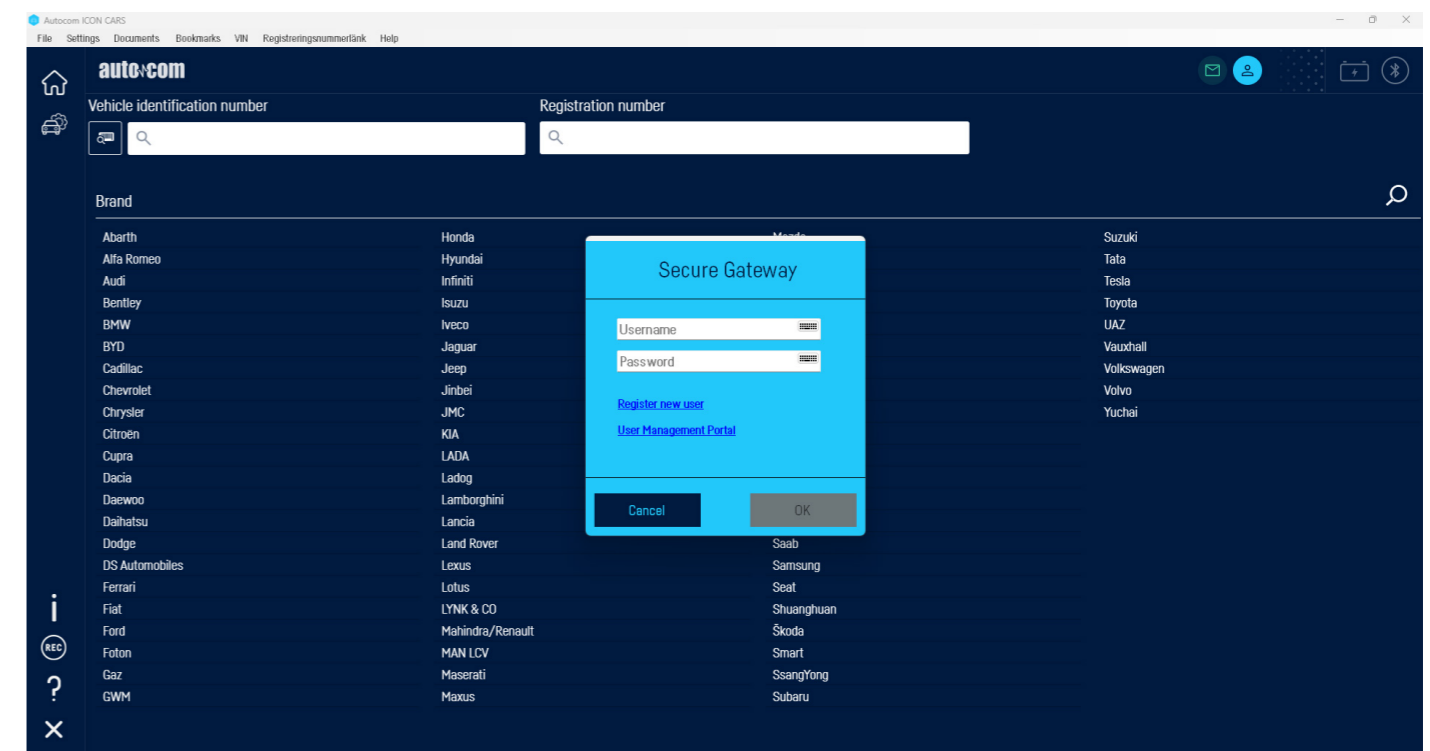 Autocom ICON CARS
File Settings Documents Bookmarks VIN Registreringsnummerlänk Help
autocom
Vehicle identification number
Registration number
Brand
Abarth
Alfa Romeo
Audi
Bentley
BMW
BYD
Cadillac
Chevrolet
Chrysler
Citroën
Cupra
Dacia
Daewoo
Daihatsu
Dodge
DS Automobiles
Ferrari
Fiat
Ford
Foton
Gaz
GWM
Honda
Hyundai
Infiniti
Isuzu
Iveco
Jaguar
Jeep
Jinbei
JMC
KIA
LADA
Ladog
Lamborghini
Lancia
Land Rover
Lexus
Lotus
LYNK & CO
Mahindra/Renault
MAN LCV
Maserati
Maxus
Saab
Samsung
Seat
Shuanghuan
Škoda
Smart
SsangYong
Subaru
Suzuki
Tata
Tesla
Toyota
UAZ
Vauxhall
Volkswagen
Volvo
Yuchai
Secure Gateway
Username
Password
Register new user
User Management Portal
Cancel
OK
i
REC
?